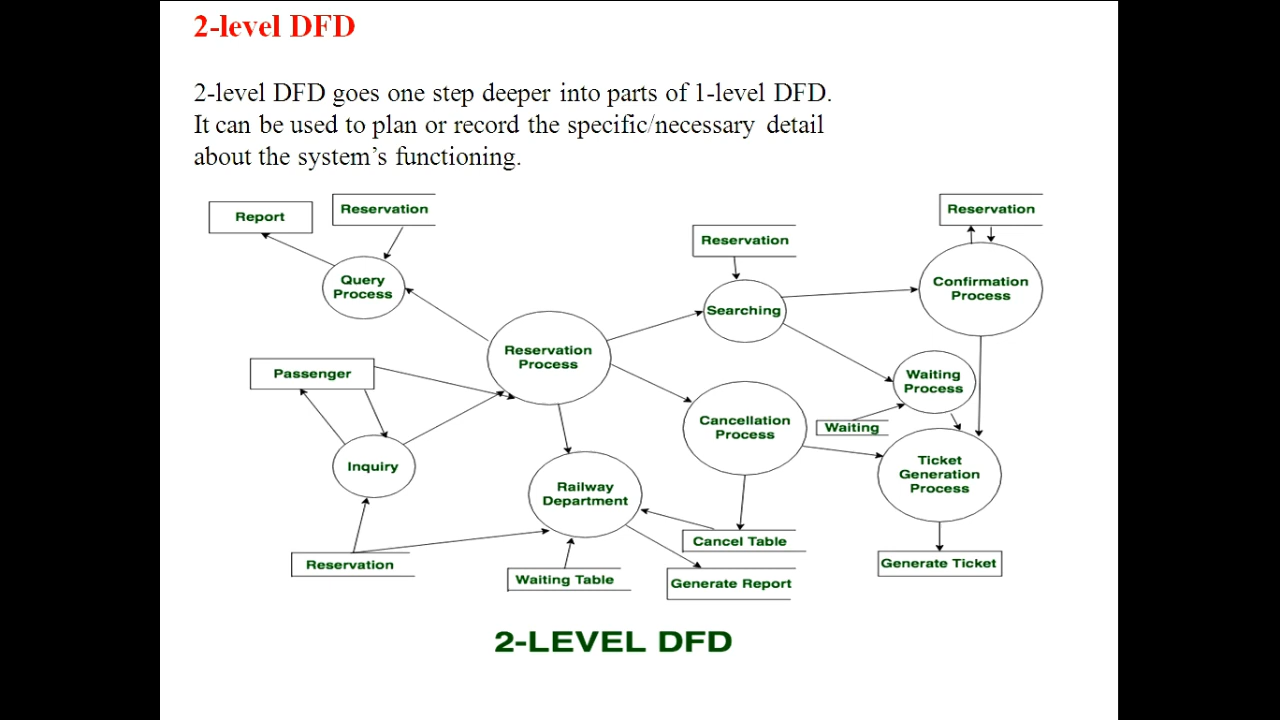 2-level DFD
2-level DFD goes one step deeper into parts of 1-level DFD.
It can be used to plan or record the specific/necessary detail
about the system’s functioning.
Report
Reservation
Reservation
Reservation
Query
Process
Confirmation
Process
Searching
Reservation
Process
Passenger
Waiting
Process
Cancellation
Process
Waiting
Inquiry
Railway
Department
Ticket
Generation
Process
Cancel Table
Reservation
Waiting Table
Generate Report
Generate Ticket
2-LEVEL DFD